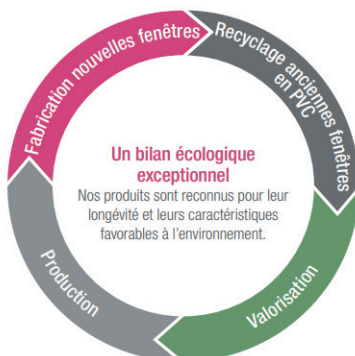 Fabrication nouvelles fenêtres
Recyclage anciennes fenêtres
en PVC
Un bilan écologique
exceptionnel
Nos produits sont reconnus pour leur
longévité et leurs caractéristiques
favorables à l'environnement.
Production
Valorisation